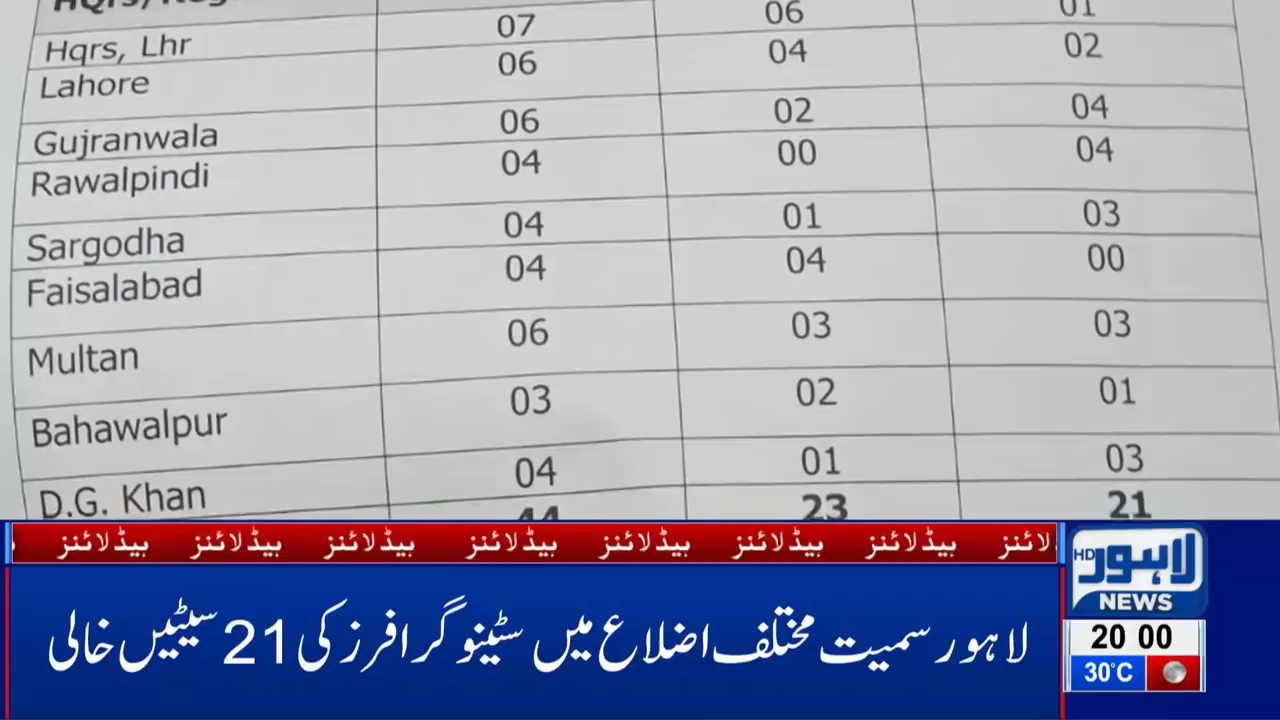 07 06 01
Hqrs, Lhr
Lahore 06 04 02
Gujranwala 06 02 04
Rawalpindi 04 00 04
Sargodha 04 01 03
Faisalabad 04 04 00
Multan 06 03 03
Bahawalpur 03 02 01
D.G. Khan 04 01 03
44 23 21
ہیڈلائنز ہیڈلائنز ہیڈلائنز ہیڈلائنز ہیڈلائنز ہیڈلائنز ہیڈلائنز
لاہور سمیت مختلف اضلاع میں سٹینوگرافرز کی 21 سیٹیں خالی
لاہور HD
NEWS
20 00
30°C